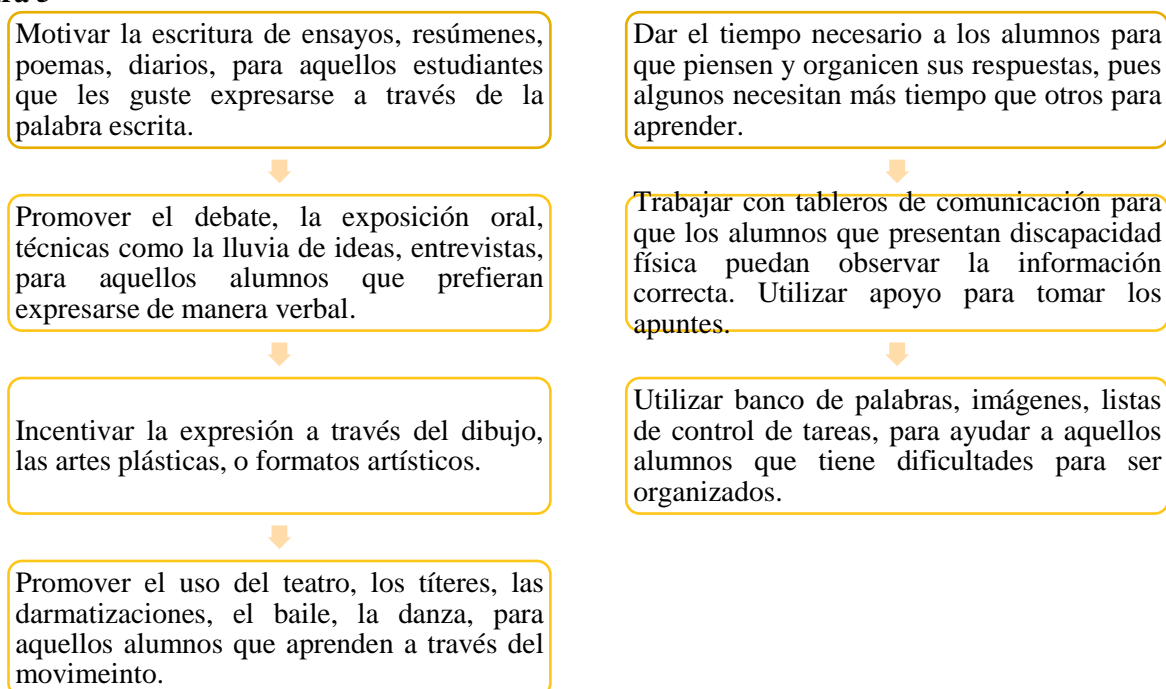 Motivar la escritura de ensayos, resúmenes,
poemas, diarios, para aquellos estudiantes
que les guste expresarse a través de la
palabra escrita.
Promover el debate, la exposición oral,
técnicas como la lluvia de ideas, entrevistas,
para aquellos alumnos que prefieran
expresarse de manera verbal.
Incentivar la expresión a través del dibujo,
las artes plásticas, o formatos artísticos.
Promover el uso del teatro, los títeres, las
darmatizaciones, el baile, la danza, para
aquellos alumnos que aprenden a través del
movimeinto.
Dar el tiempo necesario a los alumnos para
que piensen y organicen sus respuestas, pues
algunos necesitan más tiempo que otros para
aprender.
Trabajar con tableros de comunicación para
que los alumnos que presentan discapacidad
física puedan observar la información
correcta. Utilizar apoyo para tomar los
apuntes.
Utilizar banco de palabras, imágenes, listas
de control de tareas, para ayudar a aquellos
alumnos que tiene dificultades para ser
organizados.